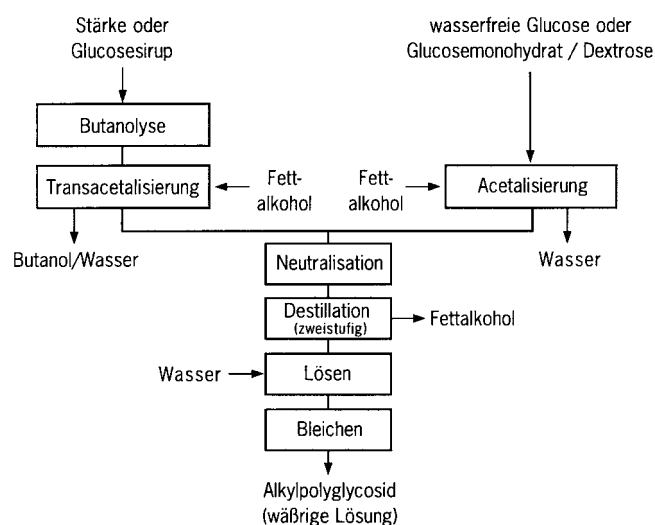 Stärke oder
Glucosesirup
wasserfreie Glucose oder
Glucosemonohydrat / Dextrose
Butanolyse
Transacetalisierung
Fett-
alkohol
Fett-
alkohol
Acetalisierung
Butanol/Wasser
Wasser
Neutralisation
Destillation
(zweistufig)
Fettalkohol
Wasser
Lösen
Bleichen
Alkylpolyglycosid
(wäßrige Lösung)